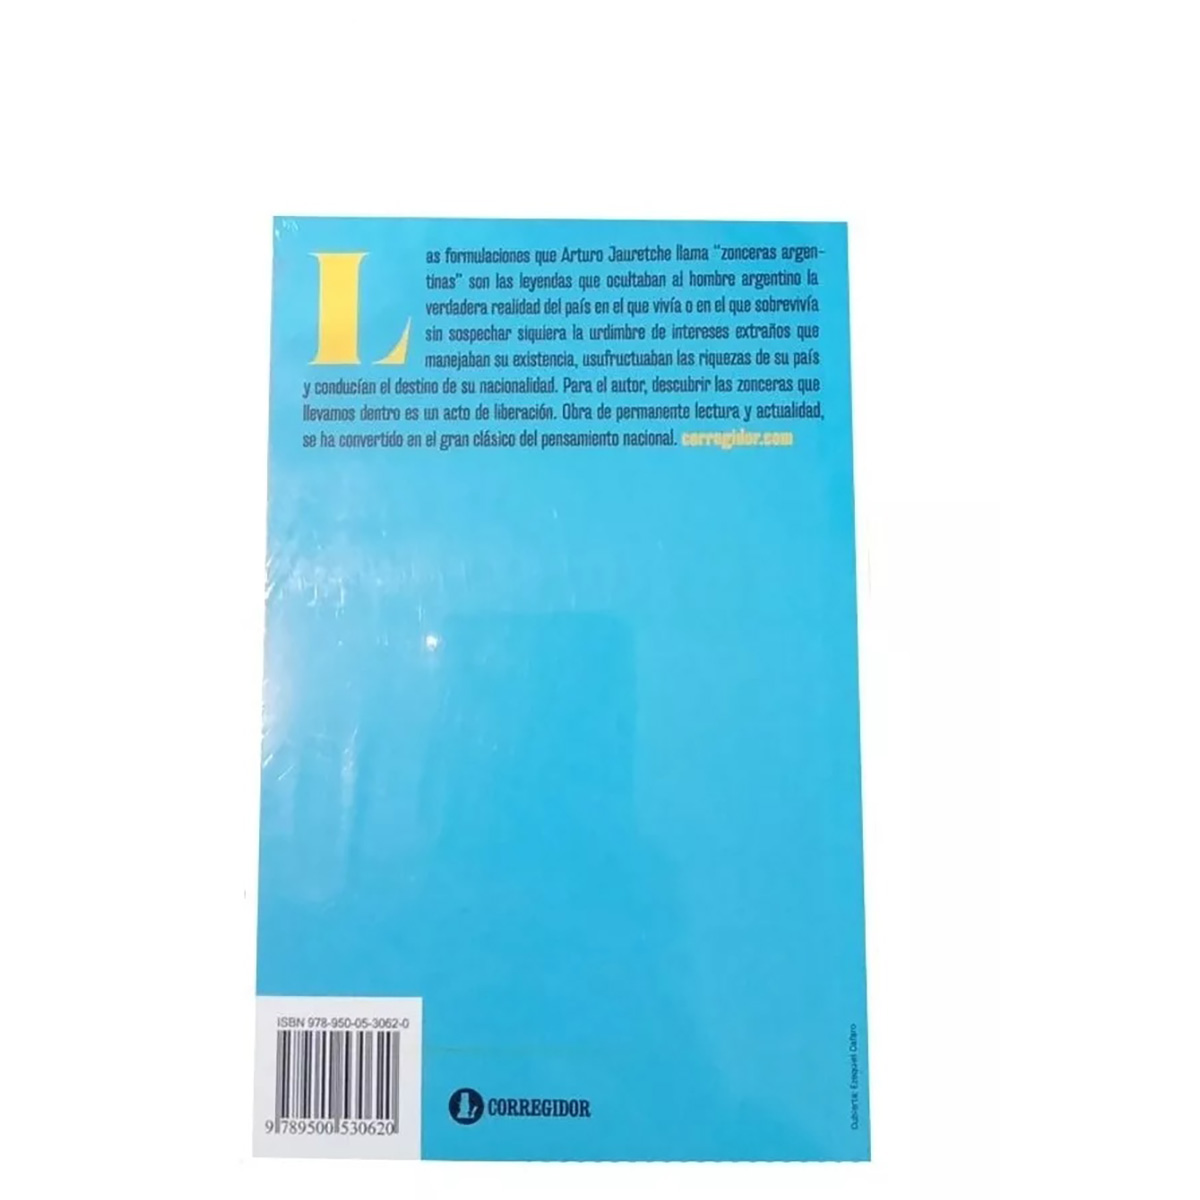 Las formulaciones que Arturo Jauretche llama "zonceras argen-
tinas" son las leyendas que ocultaban al hombre argentino la
verdadera realidad del país en el que vivía o en el que sobrevivía
sin sospechar siquiera la urdimbre de intereses extraños que
manejaban su existencia, usufructuaban las riquezas de su país
y conducían el destino de su nacionalidad. Para el autor, descubrir las zonceras que
llevamos dentro es un acto de liberación. Obra de permanente lectura y actualidad,
se ha convertido en el gran clásico del pensamiento nacional. corregidor.com
ISBN 978-950-05-3062-0
9 789500 530620
CORREGIDOR
Cubierta: Ezequiel Cafaro